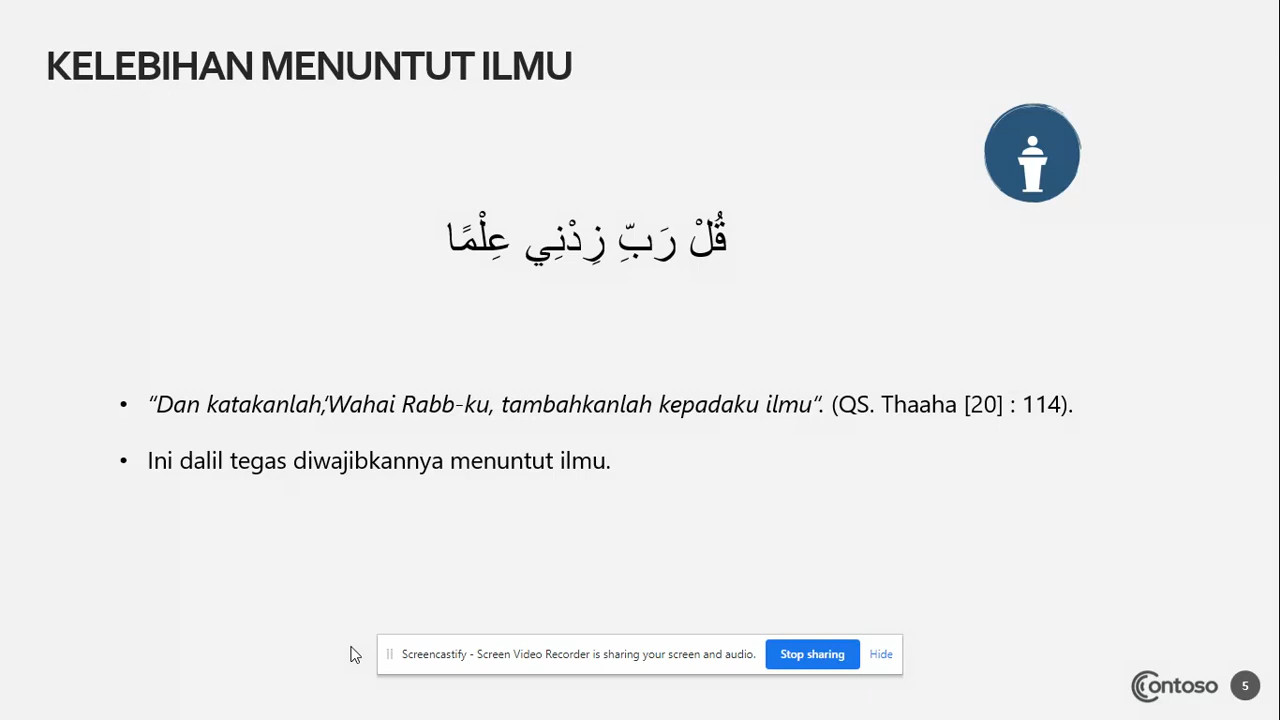 KELEBIHAN MENUNTUT ILMU
قُلْ رَبِّ زِدْنِي عِلْمًا
• “Dan katakanlah,‘Wahai Rabb-ku, tambahkanlah kepadaku ilmu“. (QS. Thaaha [20] : 114).
• Ini dalil tegas diwajibkannya menuntut ilmu.
Screencastify - Screen Video Recorder is sharing your screen and audio. Stop sharing Hide
Contoso 5